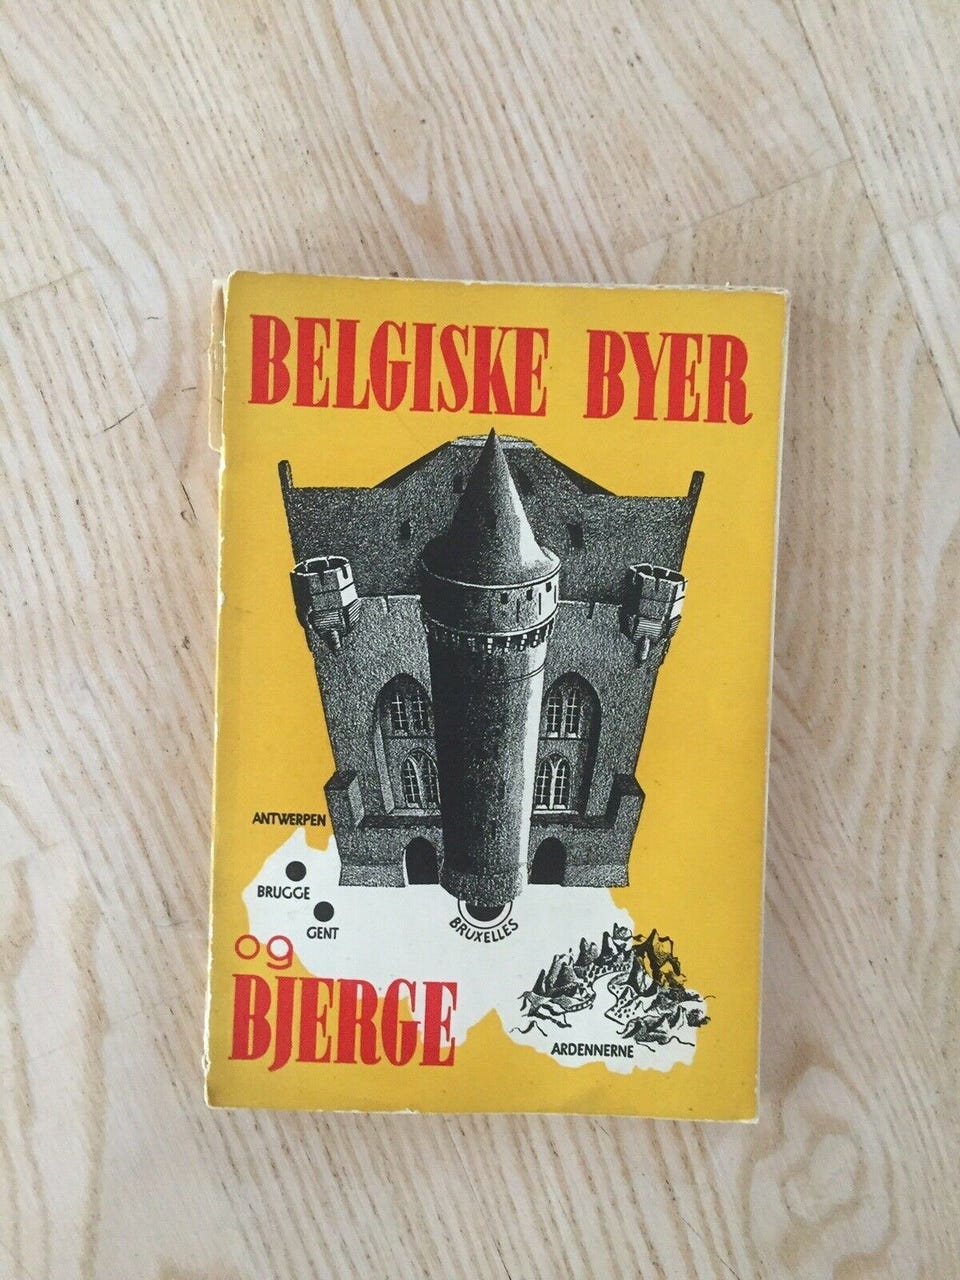 BELGISKE BYER
ANTWERPEN
BRUGGE
GENT
BRUXELLES
og
BJERGE
ARDENNERNE